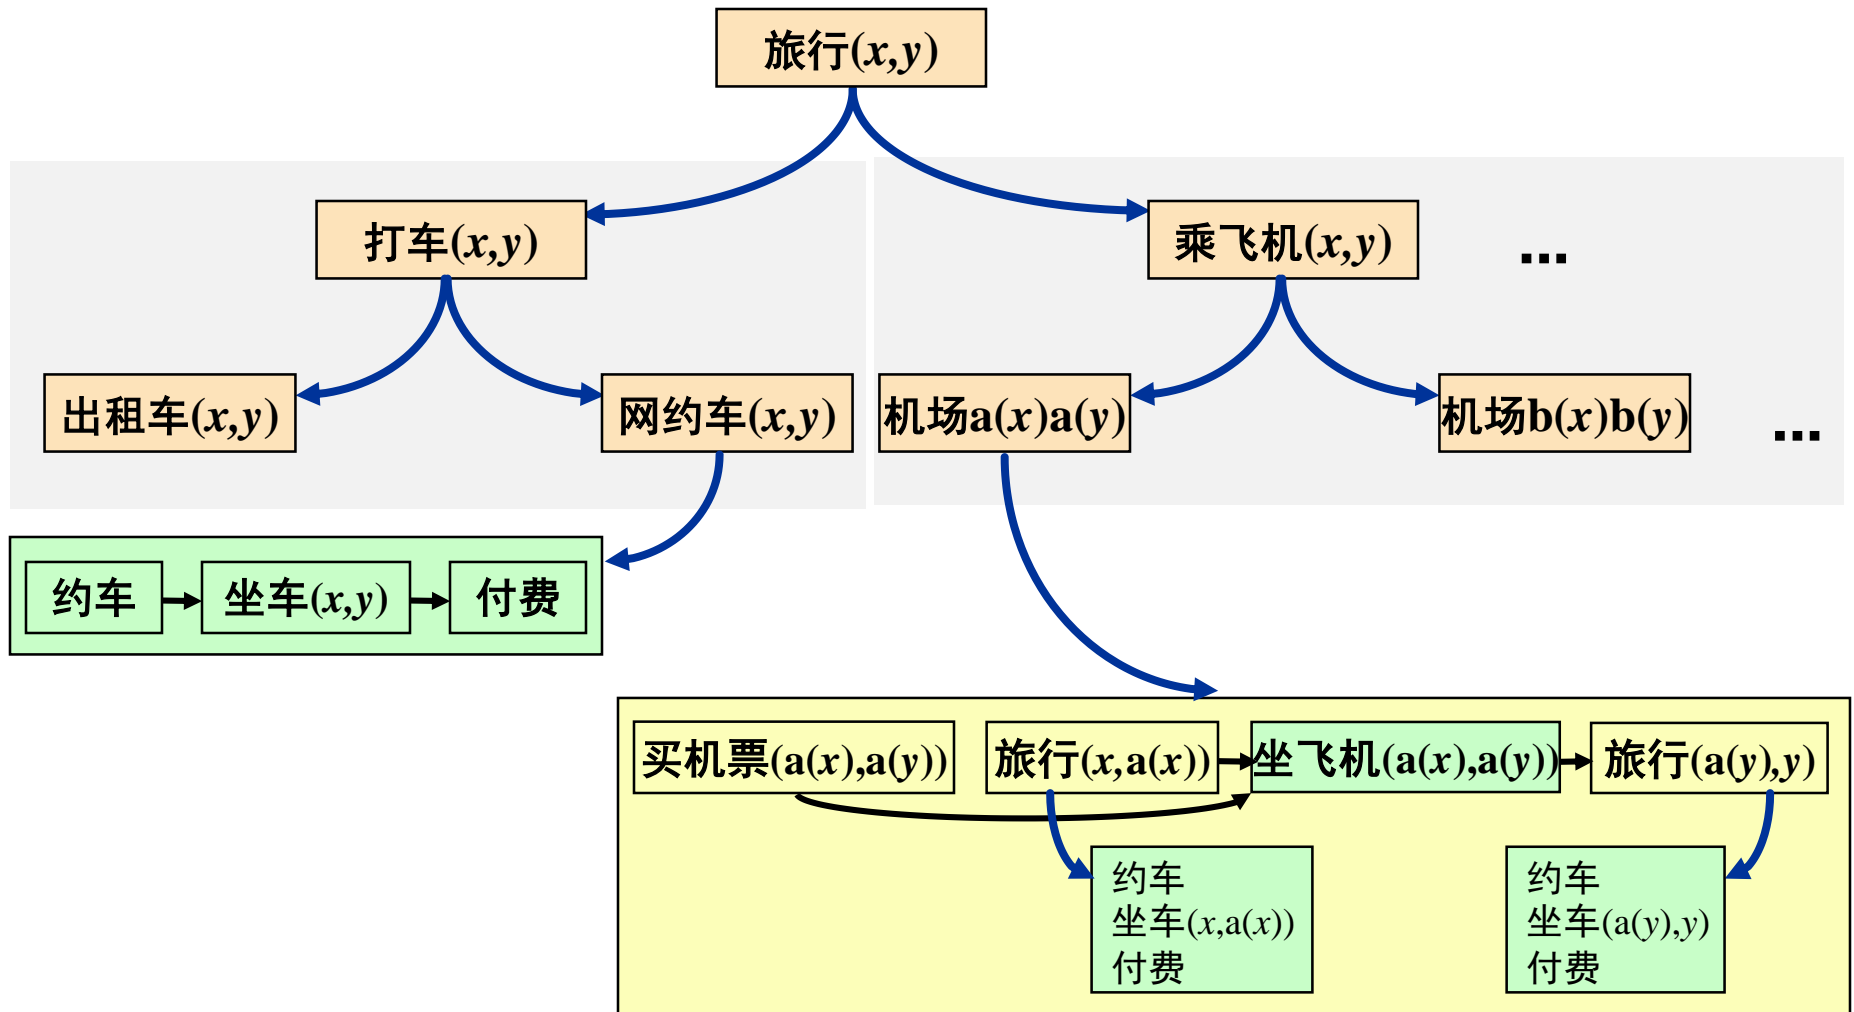 旅行(x,y)
打车(x,y)
乘飞机(x,y)
...
出租车(x,y)
网约车(x,y)
机场a(x)a(y)
机场b(x)b(y)
...
约车
坐车(x,y)
付费
买机票(a(x),a(y))
旅行(x,a(x))
坐飞机(a(x),a(y))
旅行(a(y),y)
约车
坐车(x,a(x))
付费
约车
坐车(a(y),y)
付费